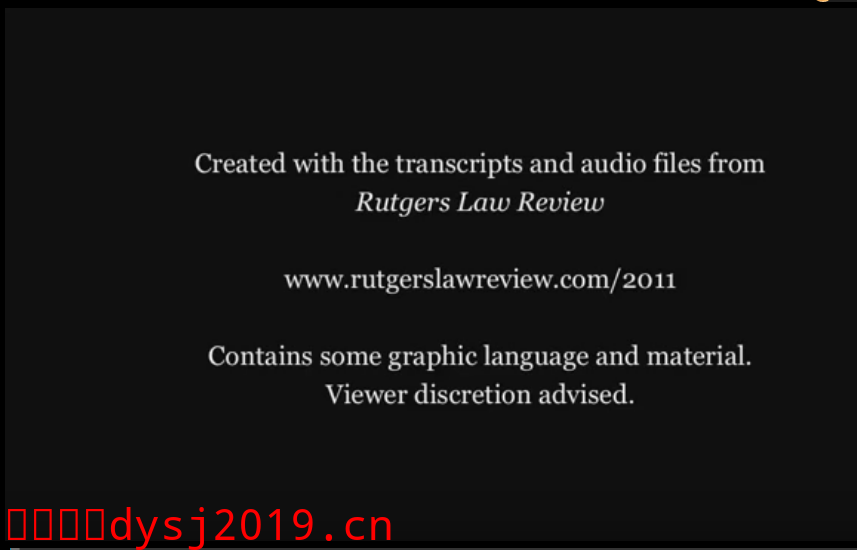 Created with the transcripts and audio files from
Rutgers Law Review
www.rutgerslawreview.com/2011
Contains some graphic language and material.
Viewer discretion advised.
dysj2019.cn